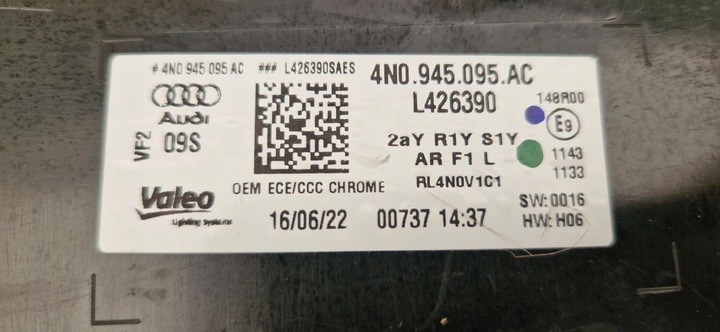 # 4N0 945 095 AC ### L426390SAES
4N0.945.095.AC
L426390
148R00
Audi
VF2
09S
E9
2aY R1Y S1Y
AR F1 L
1143
1133
RL4N0V1C1
OEM ECE/CCC CHROME
Valeo
Lighting systems
16/06/22 00737 14:37
SW:0016
HW:H06